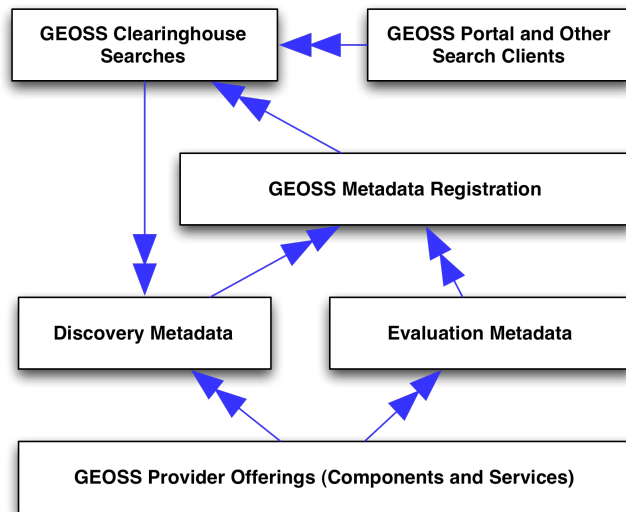 GEOSS Clearinghouse
Searches
GEOSS Portal and Other
Search Clients
GEOSS Metadata Registration
Discovery Metadata
Evaluation Metadata
GEOSS Provider Offerings (Components and Services)